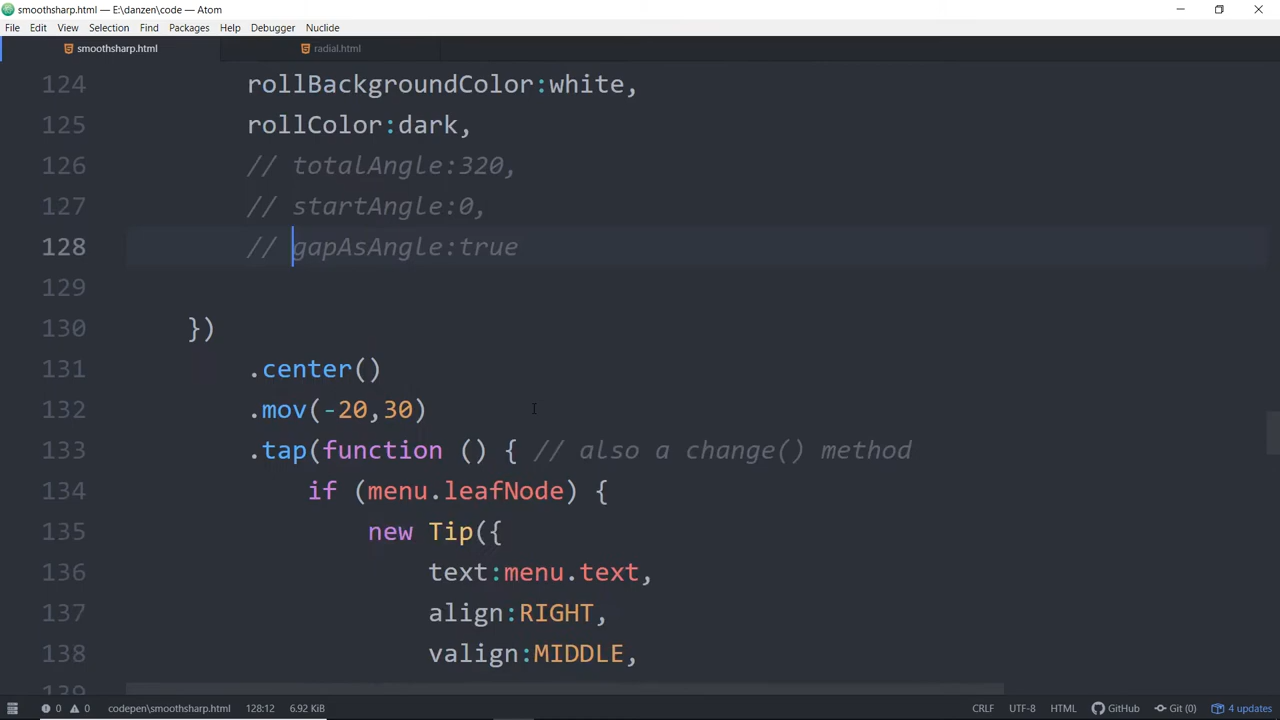 smoothsharp.html — E:\danzen\code — Atom
File Edit View Selection Find Packages Help Debugger Nuclide
smoothsharp.html radial.html
124 rollBackgroundColor:white,
125 rollColor:dark,
126 // totalAngle:320,
127 // startAngle:0,
128 // gapAsAngle:true
129
130 })
131 .center()
132 .mov(-20,30)
133 .tap(function () { // also a change() method
134 if (menu.leafNode) {
135 new Tip({
136 text:menu.text,
137 align:RIGHT,
138 valign:MIDDLE,
139
0 0 codepen\smoothsharp.html 128:12 CRLF UTF-8 HTML GitHub Git (0) 4 updates
6.92 KiB